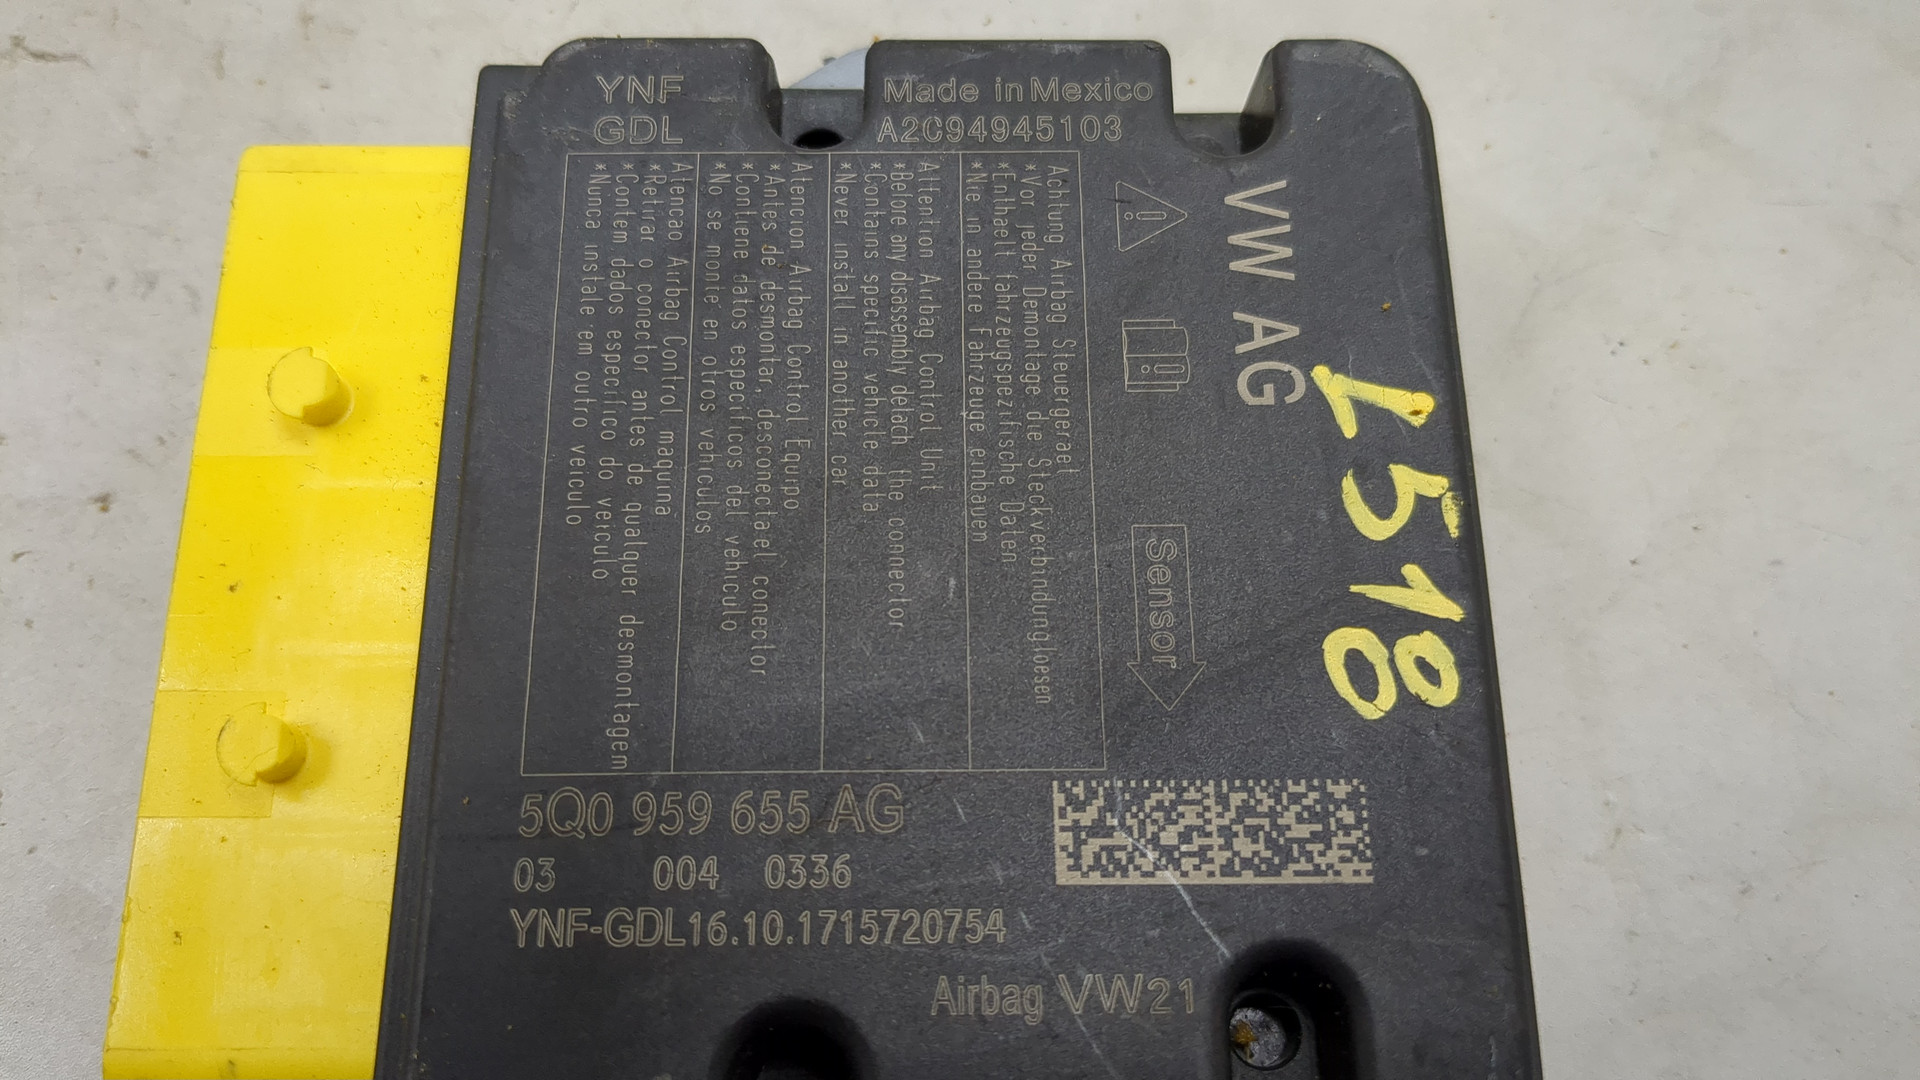 YNF
GDL
Made in Mexico
A2C94945103
VW AG
Achtung Airbag Steuergeraet
*Vor jeder Demontage die Steckverbindung loesen
*Enthaelt fahrzeugspezifische Daten
*Nie in andere Fahrzeuge einbauen
Attention Airbag Control Unit
*Before any disassembly detach the connector
*Contains specific vehicle data
*Never install in another car
Atencion Airbag Control Equipo
*Antes de desmontar, desconectael conector
*Contiene datos especificos del vehiculo
*No se monte en otros vehiculos
Atencao Airbag Control maquina
*Retirar o conector antes de qualquer desmontagem
*Contem dados especifico do veiculo
*Nunca instale em outro veiculo
Sensor
L518
0
5Q0 959 655 AG
03 004 0336
YNF-GDL16.10.1715720754
Airbag VW21